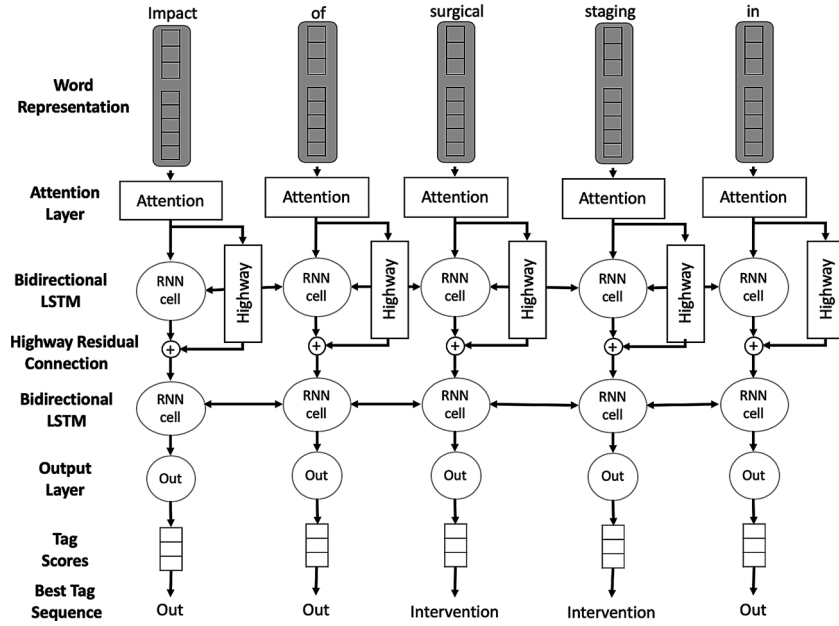 Impact of surgical staging in
Word
Representation
Attention
Layer
Attention Attention Attention Attention Attention
Bidirectional
LSTM
RNN
cell
Highway
RNN
cell
Highway
RNN
cell
Highway
RNN
cell
Highway
RNN
cell
Highway
Highway Residual
Connection
+ + + + +
Bidirectional
LSTM
RNN
cell
RNN
cell
RNN
cell
RNN
cell
RNN
cell
Output
Layer
Out Out Out Out Out
Tag
Scores
Best Tag
Sequence
Out Out Intervention Intervention Out